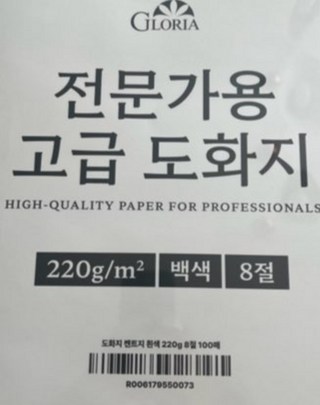 GLORIA
전문가용
고급 도화지
HIGH-QUALITY PAPER FOR PROFESSIONALS
220g/m² 백색 8절
도화지 켄트지 흰색 220g 8절 100매
R006179550073